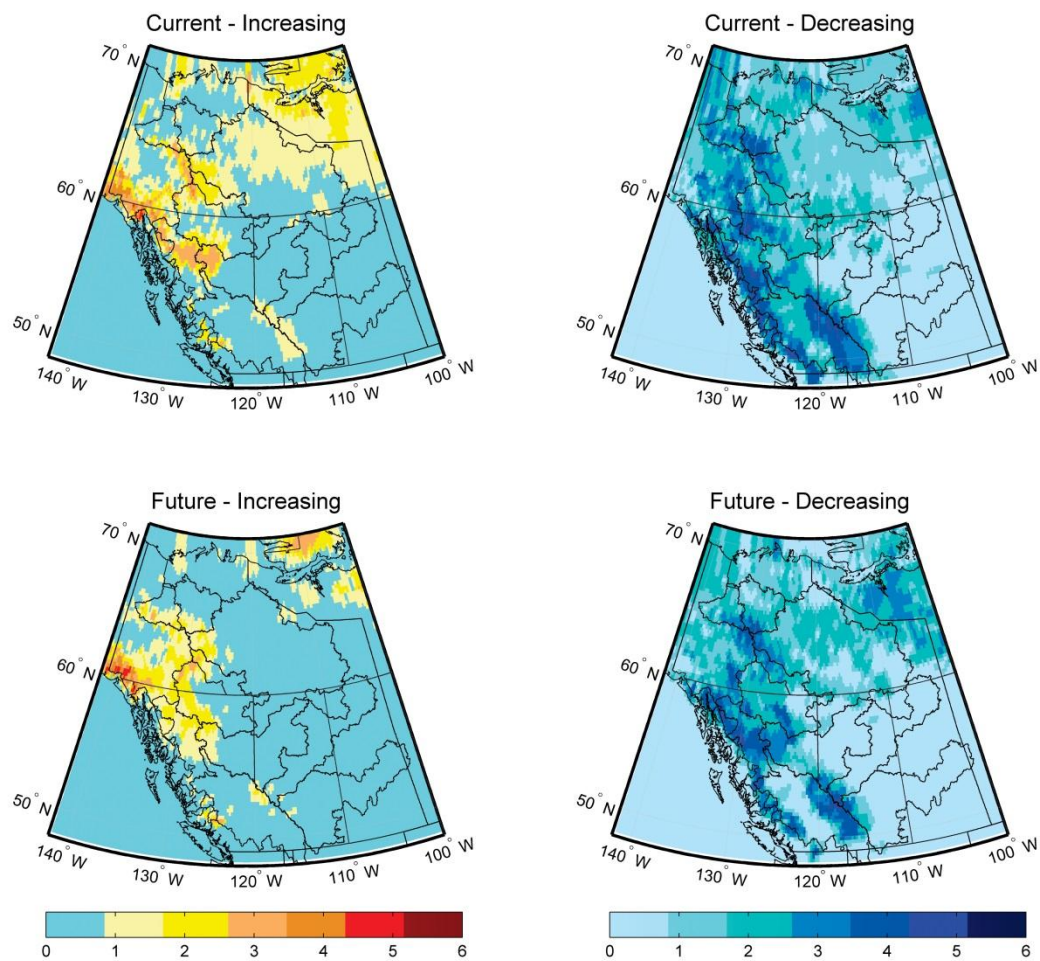 Current - Increasing
Current - Decreasing
70° N
60° N
50° N
140° W
130° W
120° W
110° W
100° W
70° N
60° N
50° N
140° W
130° W
120° W
110° W
100° W
Future - Increasing
Future - Decreasing
70° N
60° N
50° N
140° W
130° W
120° W
110° W
100° W
70° N
60° N
50° N
140° W
130° W
120° W
110° W
100° W
0 1 2 3 4 5 6
0 1 2 3 4 5 6